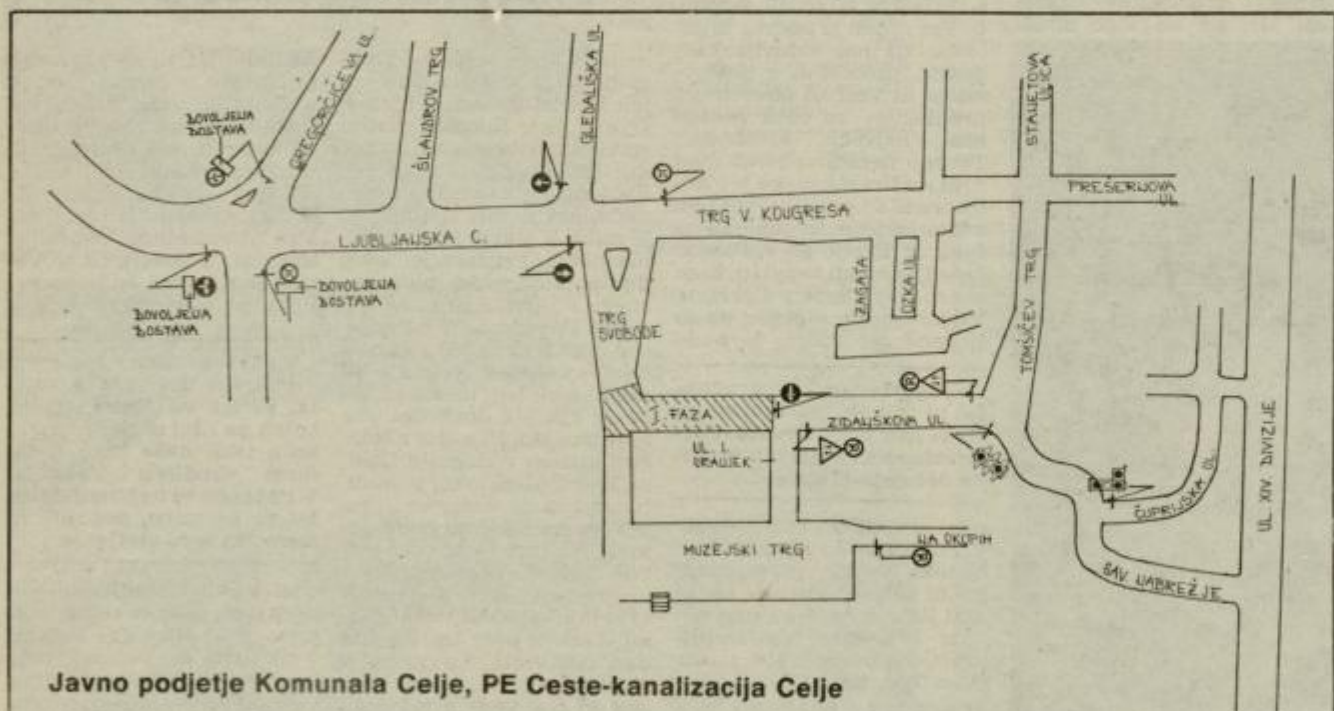 DOVOLJENA
DOSTAVA
GREGORČIČEVA UL.
ŠLANDROV TRG
GLEDALIŠKA UL
STANETOVA
ULICA
PREŠERNOVA
UL
TRG V. KONGRESA
LJUBLJANSKA C.
DOVOLJENA
DOSTAVA
DOVOLJENA
DOSTAVA
TRG
SVOBODE
ZAGATA
OZKA UL
TOMŠIČEV TRG
I. FAZA
ZIDANŠKOVA UL.
UL. I.
VRANJEK
UL. XIV. DIVIZIJE
ČUPRIJSKA UL.
MUZEJSKI TRG
NA OKOPIH
SAV. NABREŽJE
Javno podjetje Komunala Celje, PE Ceste-kanalizacija Celje